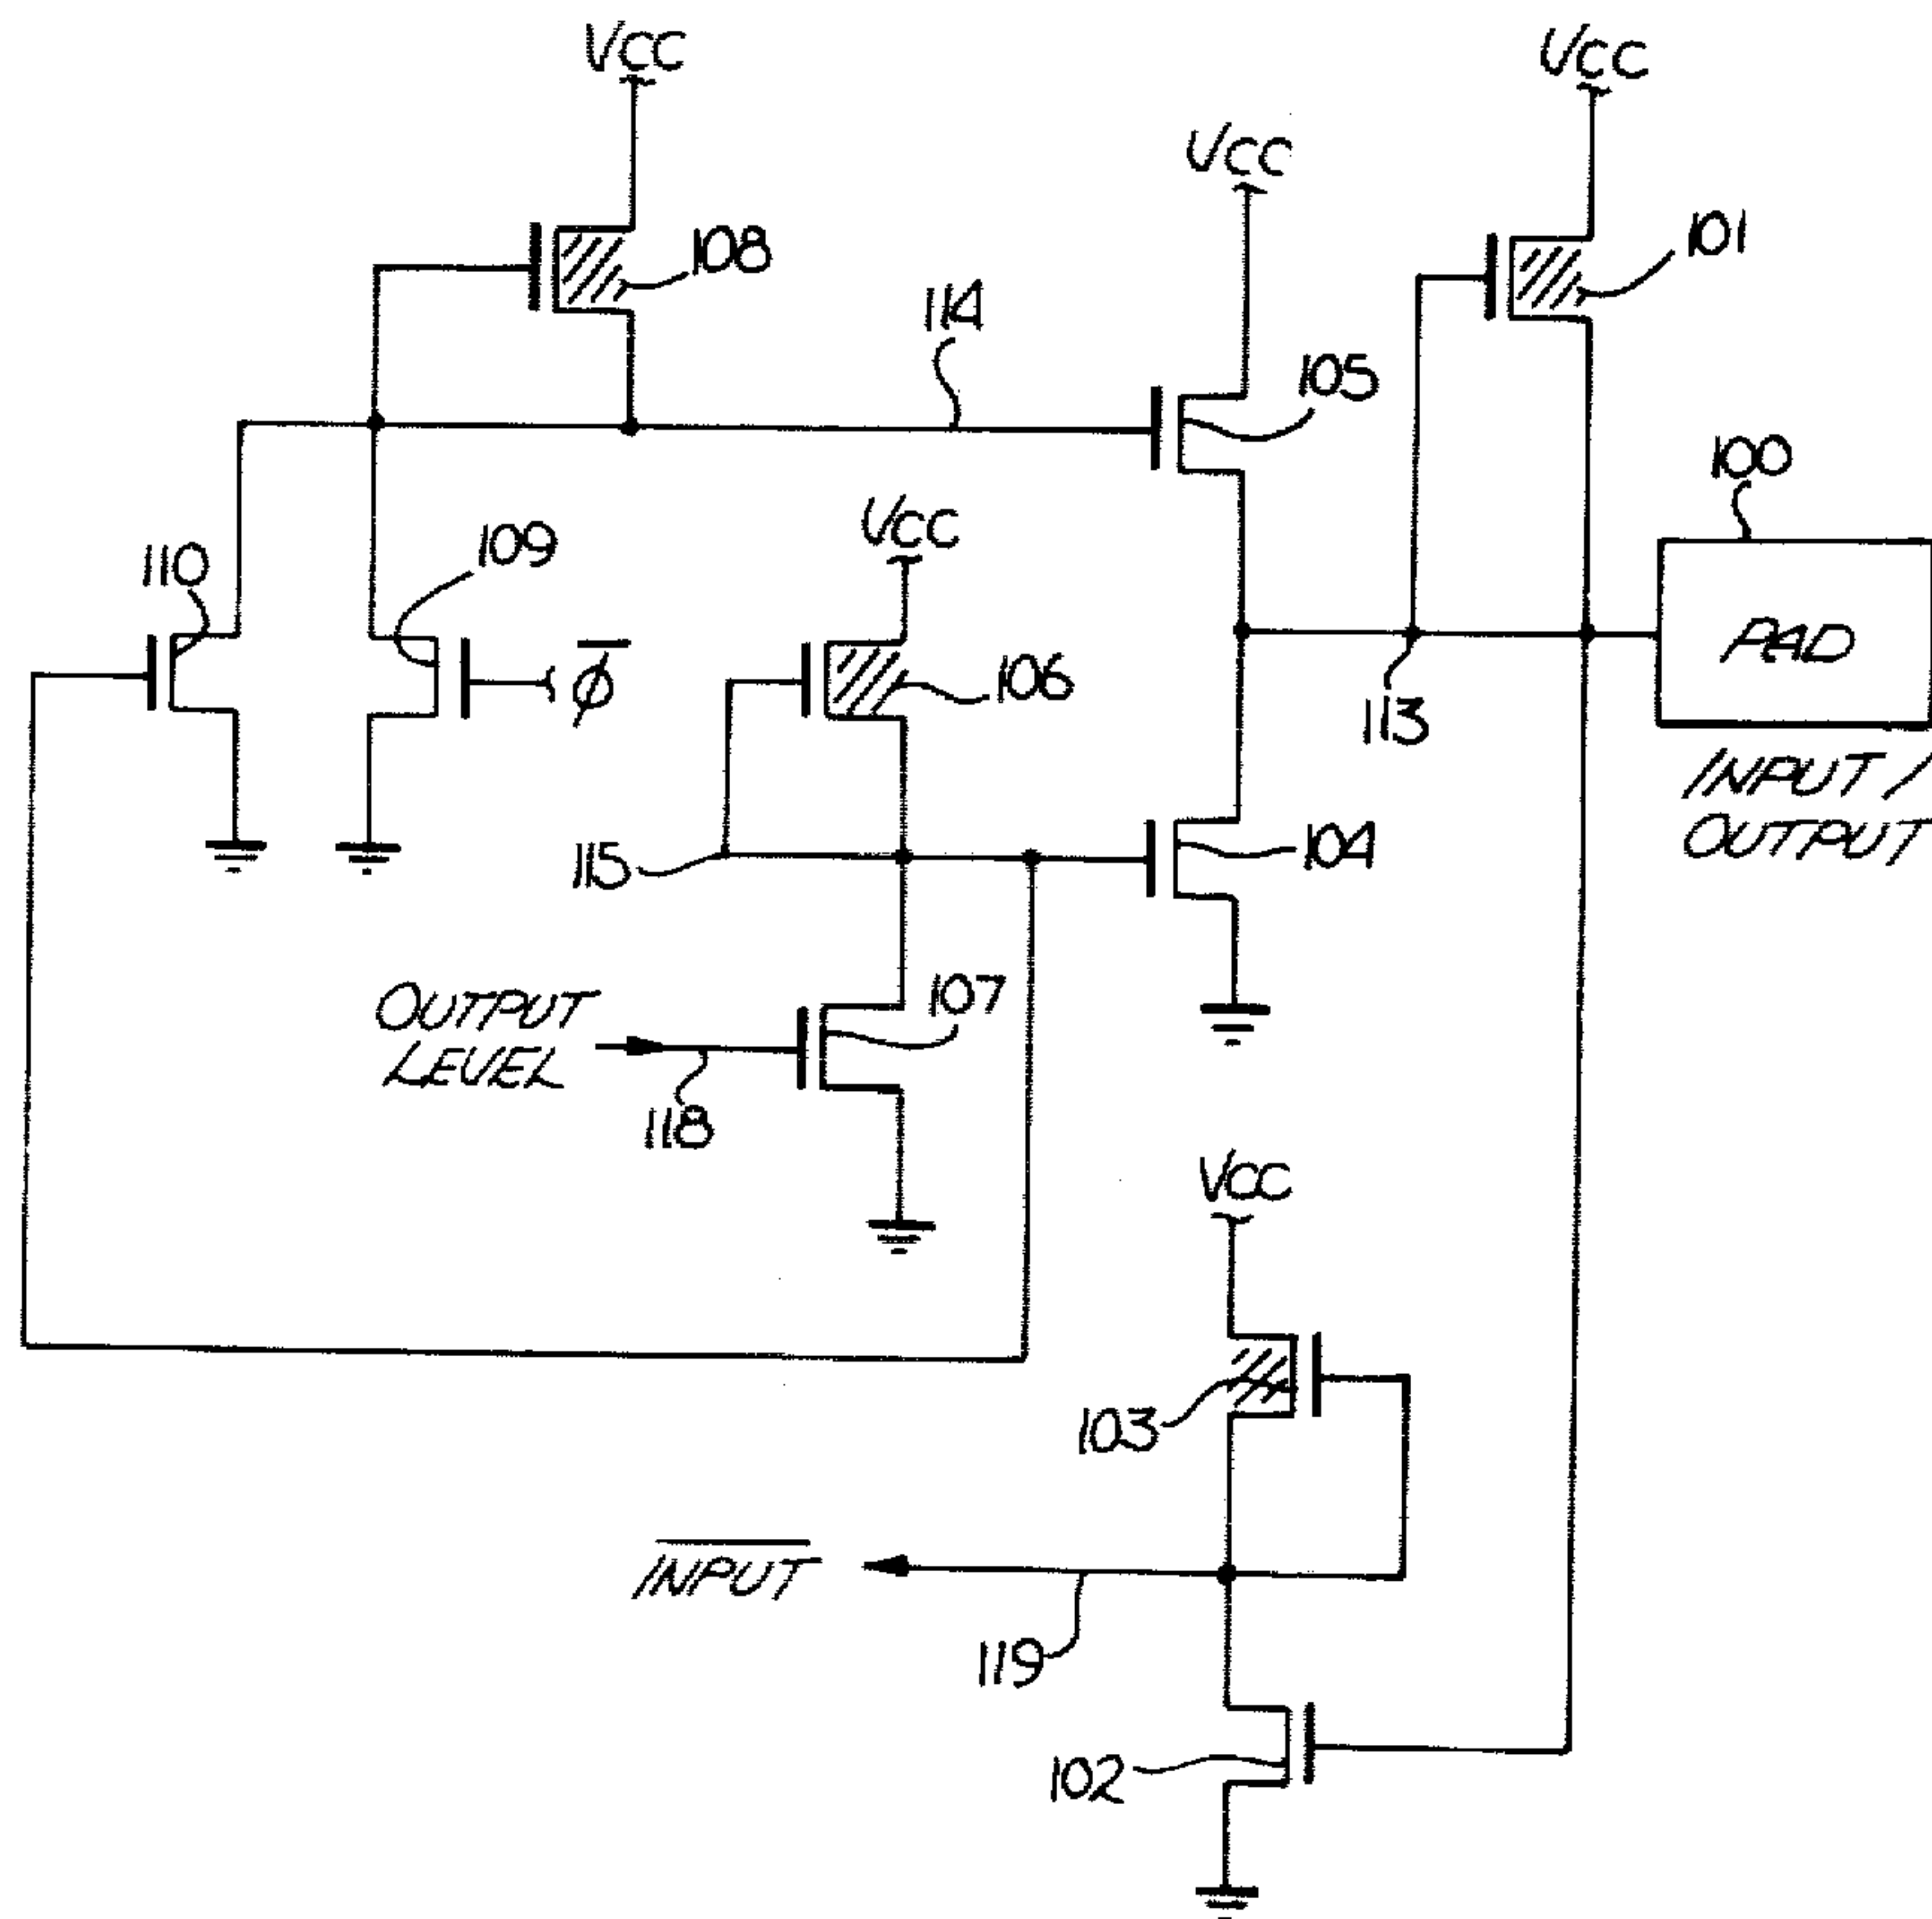 VCC
VCC
VCC
101
108
114
105
100
VCC
109
110
PAD
106
φ̅
113
INPUT/
OUTPUT
104
115
OUTPUT
LEVEL
107
118
VCC
103
I̅N̅P̅U̅T̅
119
102